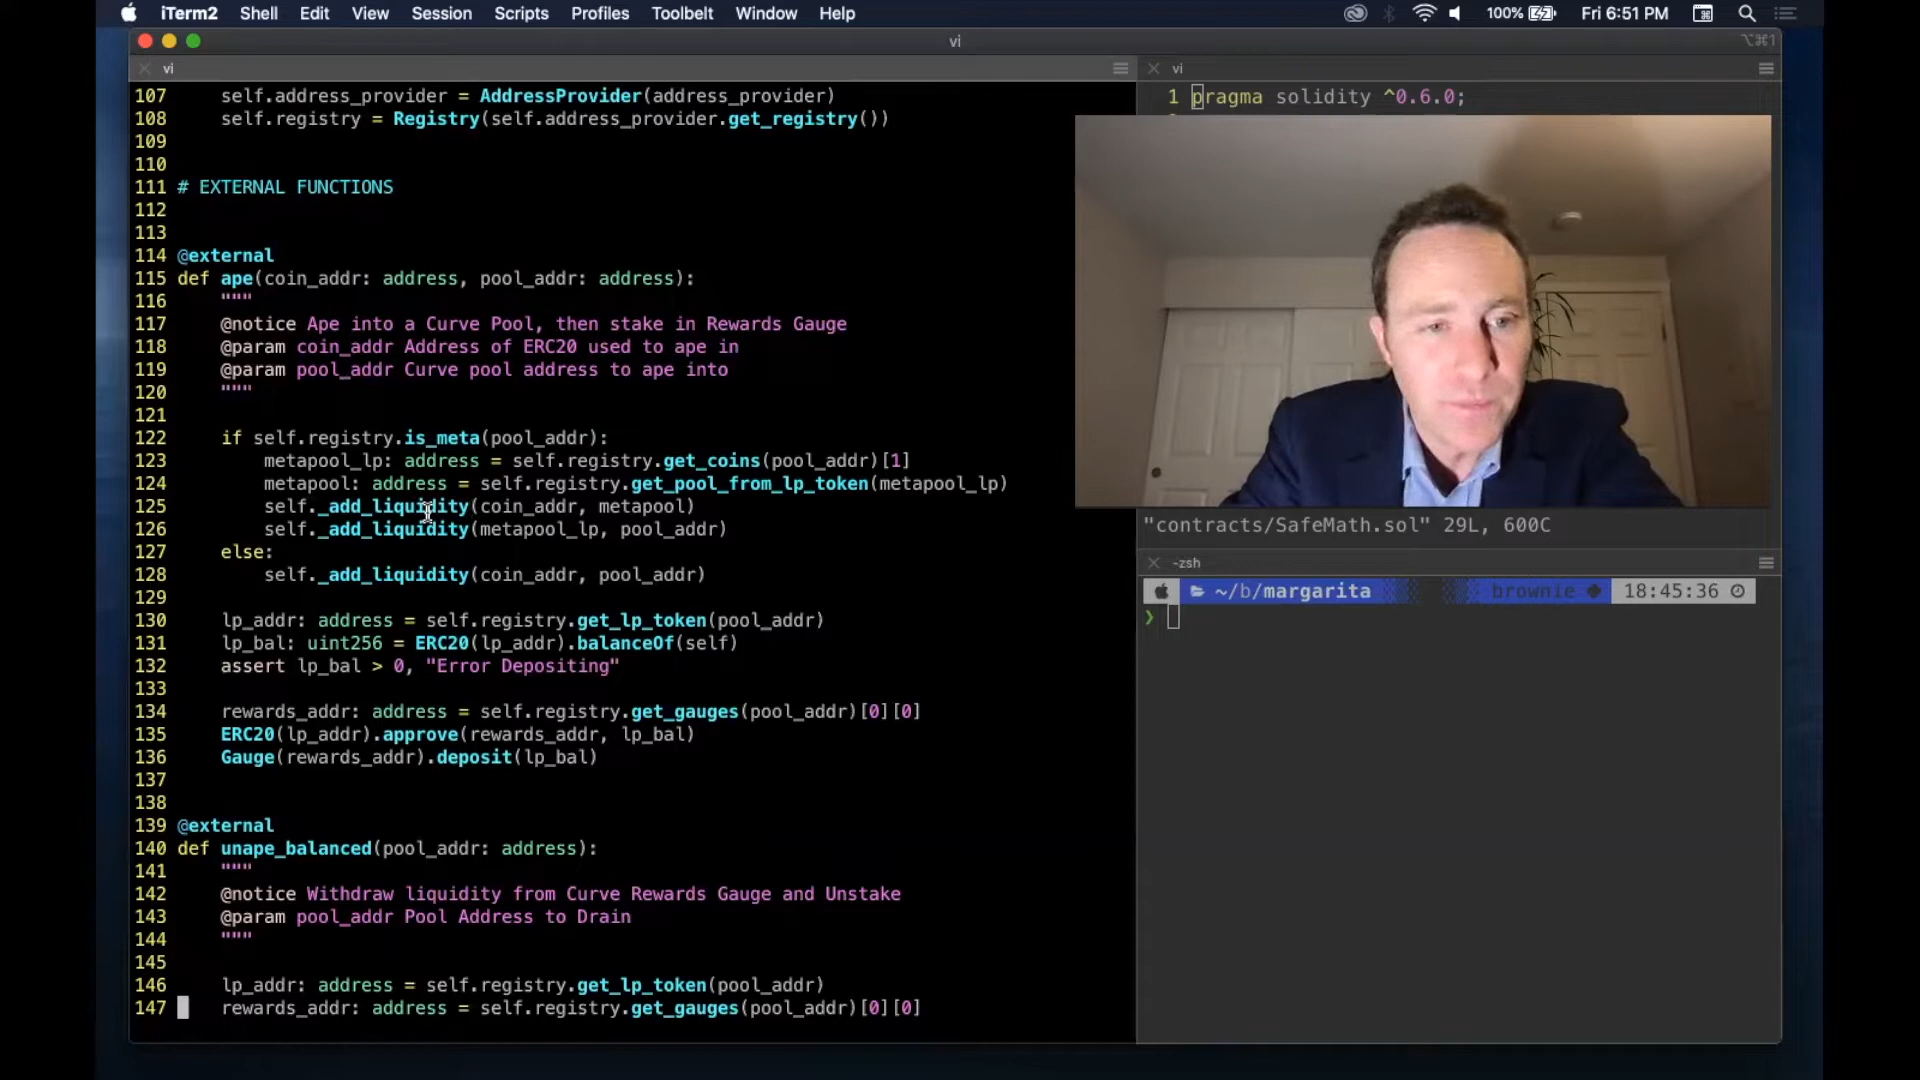 iTerm2 Shell Edit View Session Scripts Profiles Toolbelt Window Help 100% Fri 6:51 PM
vi ⌥⌘1
vi
107 self.address_provider = AddressProvider(address_provider)
108 self.registry = Registry(self.address_provider.get_registry())
109
110
111 # EXTERNAL FUNCTIONS
112
113
114 @external
115 def ape(coin_addr: address, pool_addr: address):
116 """
117 @notice Ape into a Curve Pool, then stake in Rewards Gauge
118 @param coin_addr Address of ERC20 used to ape in
119 @param pool_addr Curve pool address to ape into
120 """
121
122 if self.registry.is_meta(pool_addr):
123 metapool_lp: address = self.registry.get_coins(pool_addr)[1]
124 metapool: address = self.registry.get_pool_from_lp_token(metapool_lp)
125 self._add_liquidity(coin_addr, metapool)
126 self._add_liquidity(metapool_lp, pool_addr)
127 else:
128 self._add_liquidity(coin_addr, pool_addr)
129
130 lp_addr: address = self.registry.get_lp_token(pool_addr)
131 lp_bal: uint256 = ERC20(lp_addr).balanceOf(self)
132 assert lp_bal > 0, "Error Depositing"
133
134 rewards_addr: address = self.registry.get_gauges(pool_addr)[0][0]
135 ERC20(lp_addr).approve(rewards_addr, lp_bal)
136 Gauge(rewards_addr).deposit(lp_bal)
137
138
139 @external
140 def unape_balanced(pool_addr: address):
141 """
142 @notice Withdraw liquidity from Curve Rewards Gauge and Unstake
143 @param pool_addr Pool Address to Drain
144 """
145
146 lp_addr: address = self.registry.get_lp_token(pool_addr)
147 rewards_addr: address = self.registry.get_gauges(pool_addr)[0][0]
vi
1 pragma solidity ^0.6.0;
"contracts/SafeMath.sol" 29L, 600C
-zsh
~/b/margarita brownie 18:45:36
❯